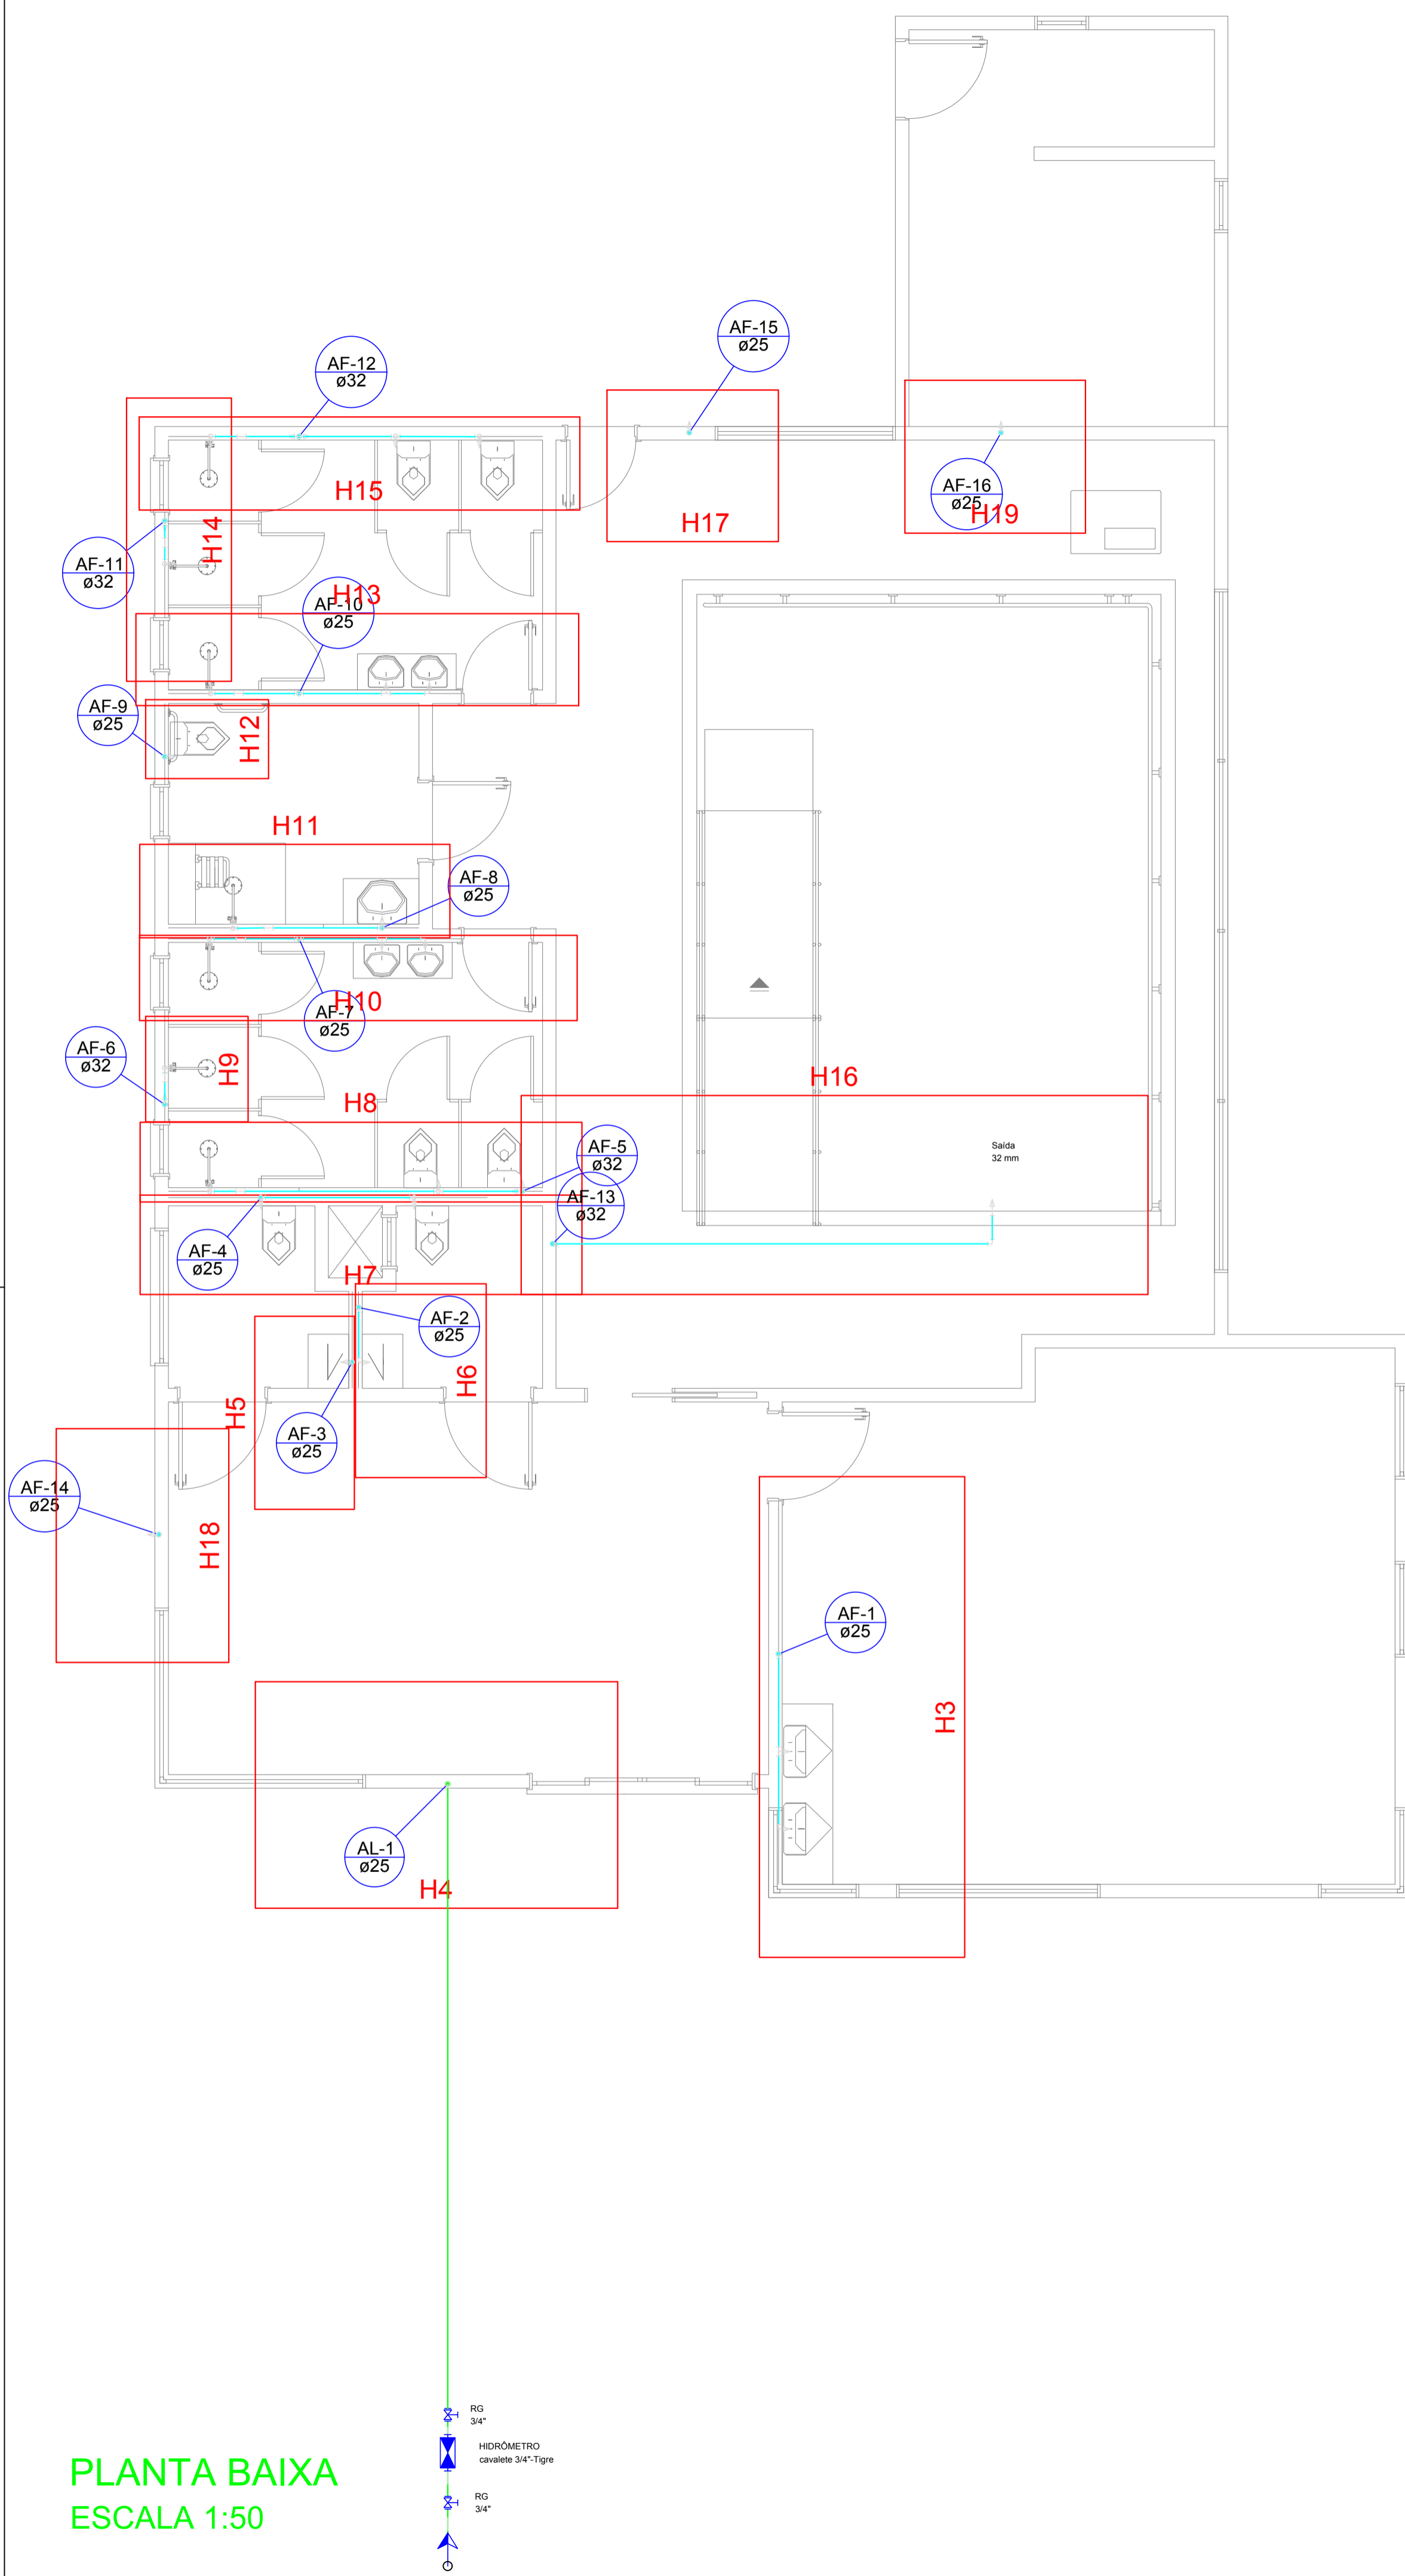 AF-15
ø25
AF-12
ø32
H15
AF-16
ø25
H19
H17
H14
AF-11
ø32
H13
AF-10
ø25
AF-9
ø25
H12
H11
AF-8
ø25
H10
AF-7
ø25
AF-6
ø32
H9
H16
H8
Saída
32 mm
AF-5
ø32
AF-13
ø32
AF-4
ø25
H7
AF-2
ø25
H6
H5
AF-3
ø25
AF-14
ø25
H18
AF-1
ø25
H3
AL-1
ø25
H4
RG
3/4"
HIDRÔMETRO
cavalete 3/4"-Tigre
RG
3/4"
PLANTA BAIXA
ESCALA 1:50